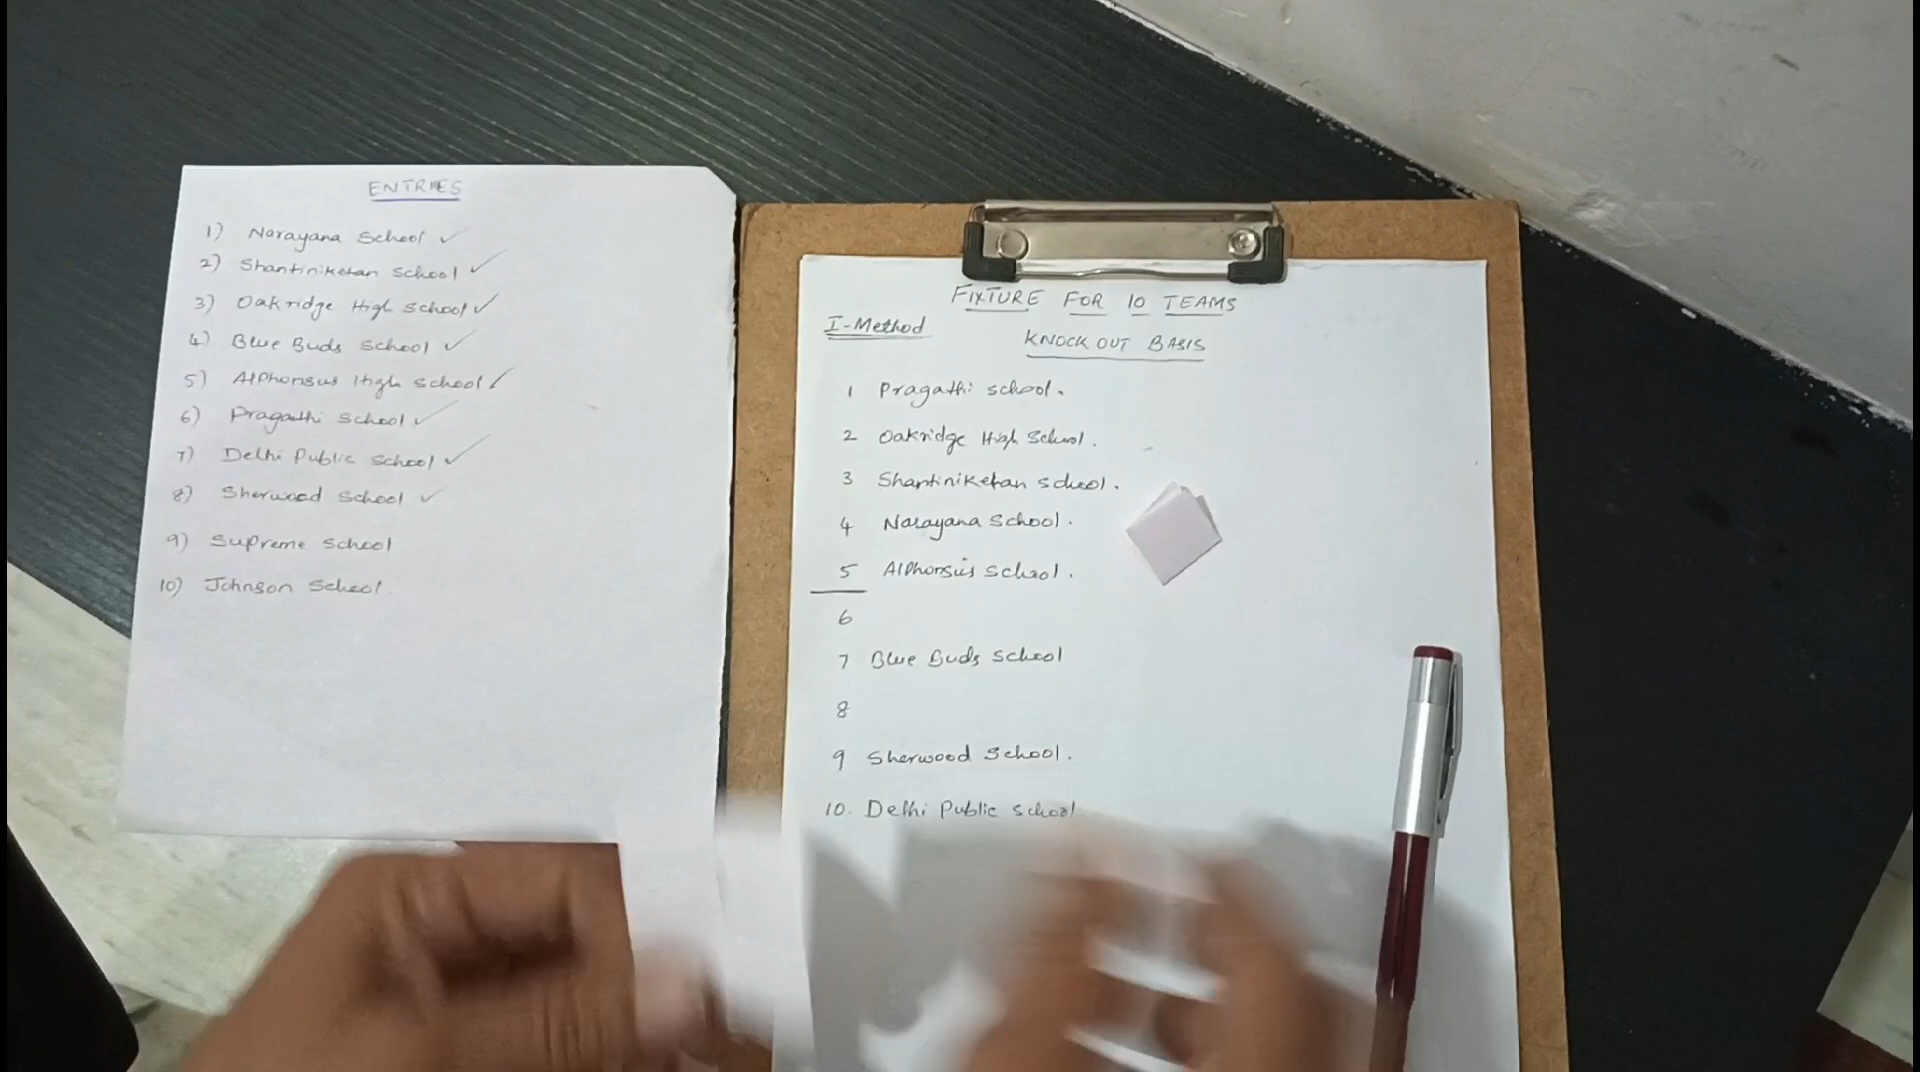 ENTRIES
1) Narayana School ✓
2) Shantiniketan School ✓
3) Oakridge High School ✓
4) Blue Buds School ✓
5) Alphonsus High School ✓
6) Pragathi School ✓
7) Delhi Public School ✓
8) Sherwood School ✓
9) Supreme School
10) Johnson School.
FIXTURE FOR 10 TEAMS
I-Method
KNOCK OUT BASIS
1 Pragathi school.
2 Oakridge High School.
3 Shantiniketan school.
4 Narayana School.
5 Alphonsus School.
6
7 Blue Buds School
8
9 Sherwood School.
10. Delhi Public School